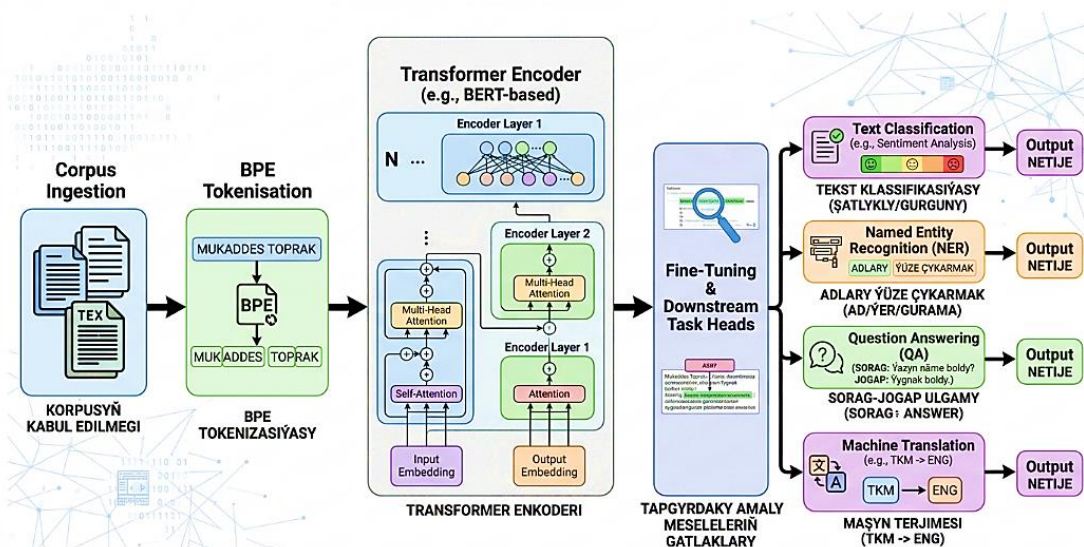 Corpus
Ingestion
TEX
KORPUSYŇ
KABUL EDILMEGI
BPE
Tokenisation
MUKADDES TOPRAK
BPE
MUKADDES TOPRAK
BPE
TOKENIZASIÝASY
Transformer Encoder
(e.g., BERT-based)
Encoder Layer 1
N ...
Encoder Layer 2
Multi-Head
Attention
Multi-Head
Attention
Encoder Layer 1
Self-Attention
Attention
Input
Embedding
Output
Embedding
TRANSFORMER ENKODERI
Fine-Tuning
&
Downstream
Task Heads
TAPGYRDAKY AMALY
MESELELERIŇ
GATLAKLARY
Text Classification
(e.g., Sentiment Analysis)
Output
NETIJE
TEKST KLASSIFIKASIÝASY
(ŞATLYKLY/GURGUNY)
Named Entity
Recognition (NER)
ADLARY ÝÜZE ÇYKARMAK
Output
NETIJE
ADLARY ÝÜZE ÇYKARMAK
(AD/ÝER/GURAMA)
Question Answering
(QA)
(SORAG: Ýazyn näme boldy?
JOGAP: Ýygnak boldy.)
Output
NETIJE
SORAG-JOGAP ULGAMY
(SORAG: ANSWER)
Machine Translation
(e.g., TKM -> ENG)
文 A
TKM ENG
Output
NETIJE
MAŞYN TERJIMESI
(TKM -> ENG)